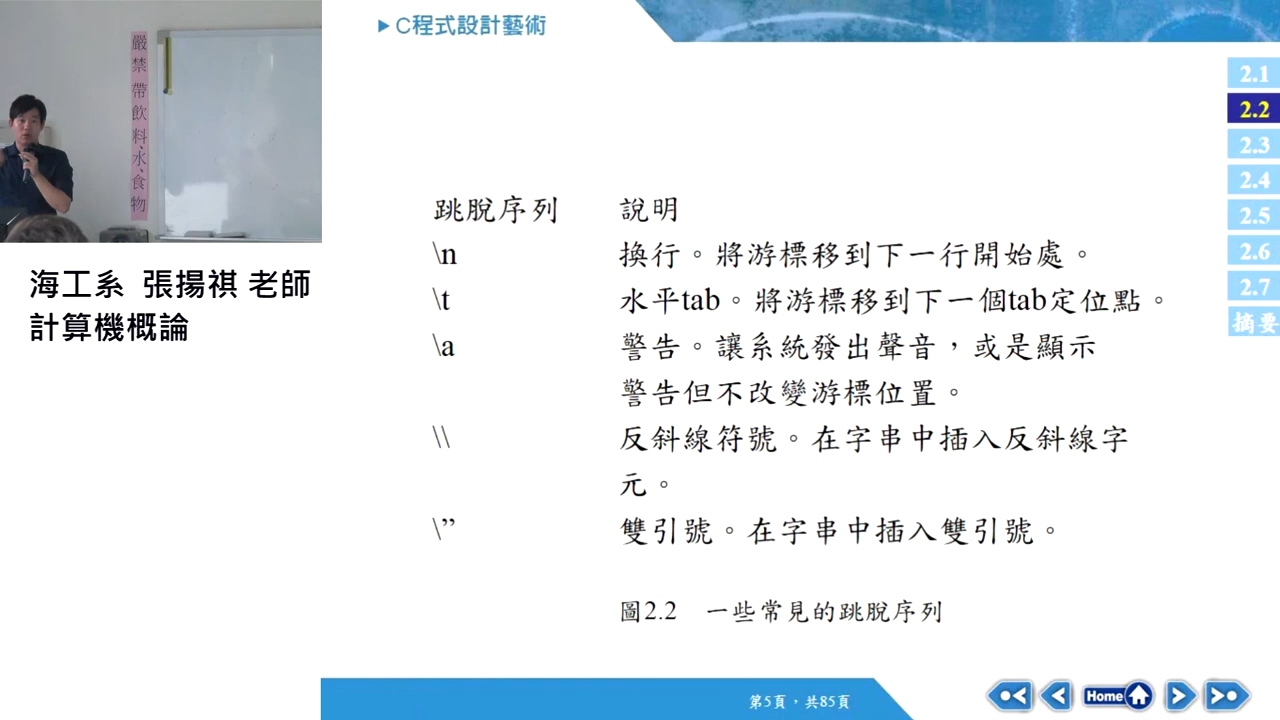 嚴禁帶飲料、水、食物
海工系 張揚祺 老師
計算機概論
C程式設計藝術
跳脫序列 說明
\n 換行。將游標移到下一行開始處。
\t 水平tab。將游標移到下一個tab定位點。
\a 警告。讓系統發出聲音，或是顯示
警告但不改變游標位置。
\\ 反斜線符號。在字串中插入反斜線字
元。
\” 雙引號。在字串中插入雙引號。
圖2.2 一些常見的跳脫序列
2.1
2.2
2.3
2.4
2.5
2.6
2.7
摘要
第5頁，共85頁
Home